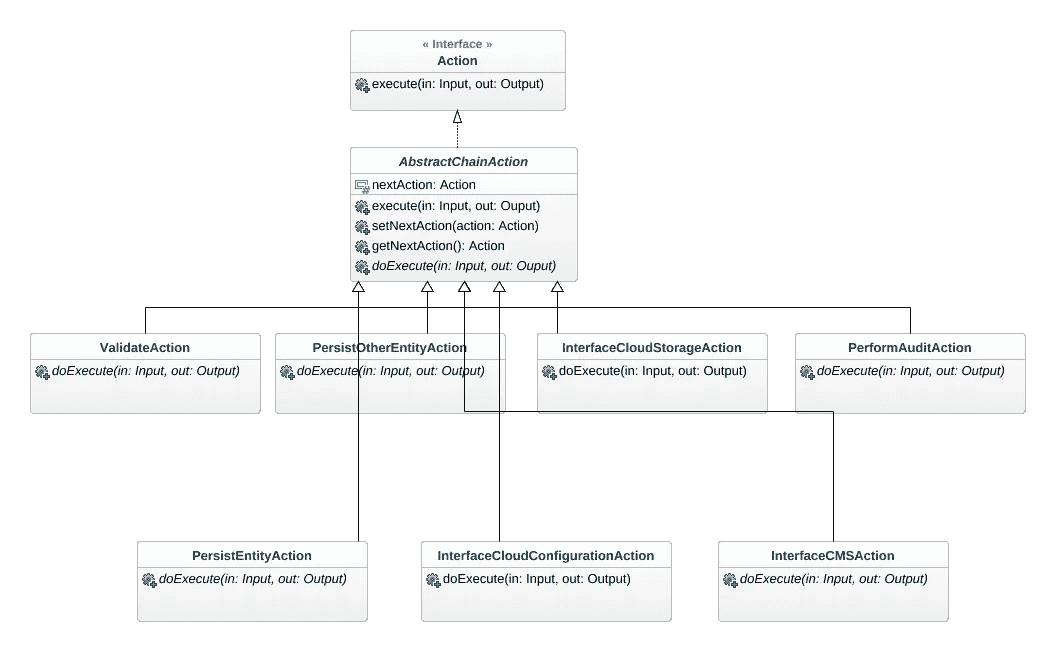 « Interface »
Action
execute(in: Input, out: Output)
AbstractChainAction
nextAction: Action
execute(in: Input, out: Ouput)
setNextAction(action: Action)
getNextAction(): Action
doExecute(in: Input, out: Ouput)
ValidateAction
doExecute(in: Input, out: Output)
PersistOtherEntityAction
doExecute(in: Input, out: Output)
InterfaceCloudStorageAction
doExecute(in: Input, out: Output)
PerformAuditAction
doExecute(in: Input, out: Output)
PersistEntityAction
doExecute(in: Input, out: Output)
InterfaceCloudConfigurationAction
doExecute(in: Input, out: Output)
InterfaceCMSAction
doExecute(in: Input, out: Output)